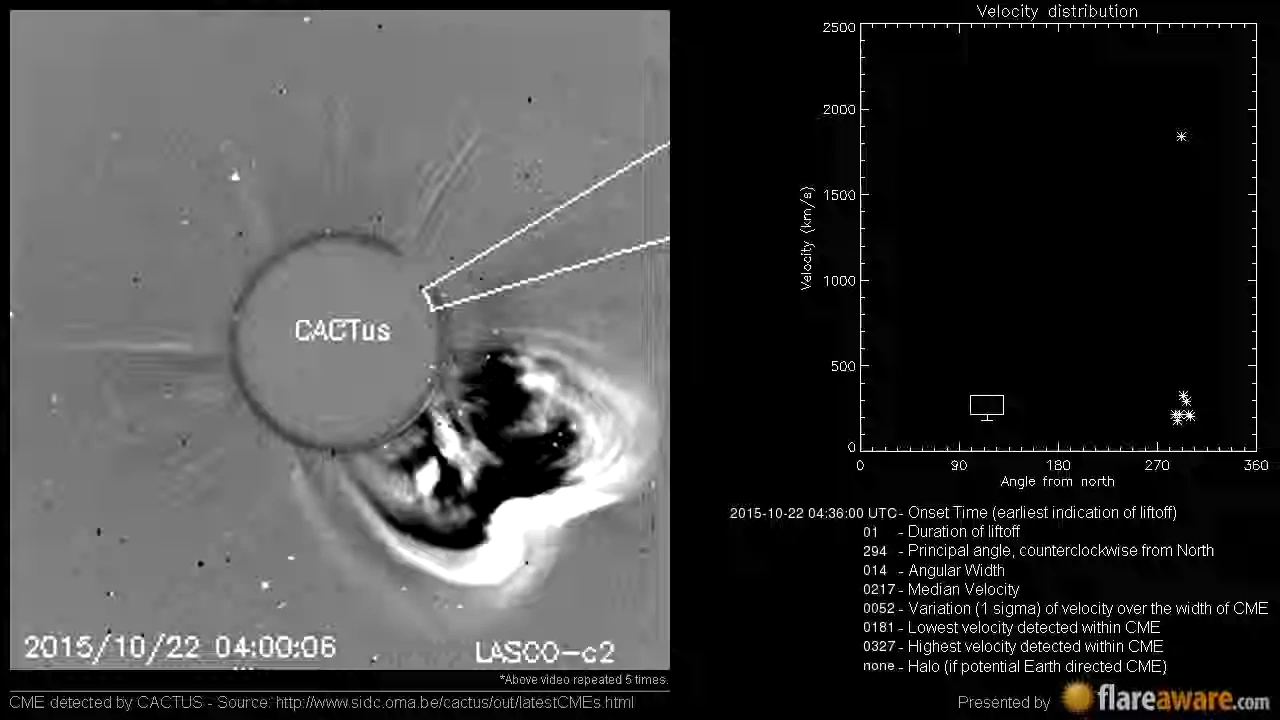 CACTus
2015/10/22 04:00:06
LASCO-c2
*Above video repeated 5 times.
CME detected by CACTUS - Source: http://www.sidc.oma.be/cactus/out/latestCMEs.html
Velocity distribution
2500
2000
1500
1000
500
0
Velocity (km/s)
0 90 180 270 360
Angle from north
2015-10-22 04:36:00 UTC - Onset Time (earliest indication of liftoff)
01 - Duration of liftoff
294 - Principal angle, counterclockwise from North
014 - Angular Width
0217 - Median Velocity
0052 - Variation (1 sigma) of velocity over the width of CME
0181 - Lowest velocity detected within CME
0327 - Highest velocity detected within CME
none - Halo (if potential Earth directed CME)
Presented by flareaware.com